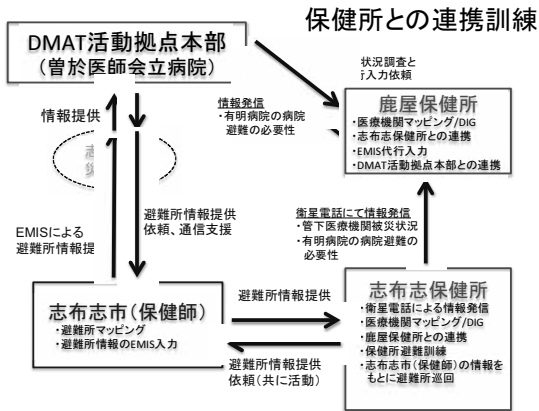 保健所との連携訓練
DMAT活動拠点本部
(曽於医師会立病院)
状況調査と
入力依頼
情報提供
情報発信
・有明病院の病院
避難の必要性
鹿屋保健所
・医療機関マッピング/DIG
・志布志保健所との連携
・EMIS代行入力
・DMAT活動拠点本部との連携
避難所情報提供
依頼、通信支援
EMISによる
避難所情報提
衛星電話にて情報発信
・管下医療機関被災状況
・有明病院の病院避難の
必要性
志布志市(保健師)
・避難所マッピング
・避難所情報のEMIS入力
避難所情報提供
志布志保健所
・衛星電話による情報発信
・医療機関マッピング/DIG
・鹿屋保健所との連携
・保健所避難訓練
・志布志市(保健師)の情報を
もとに避難所巡回
避難所情報提供
依頼(共に活動)